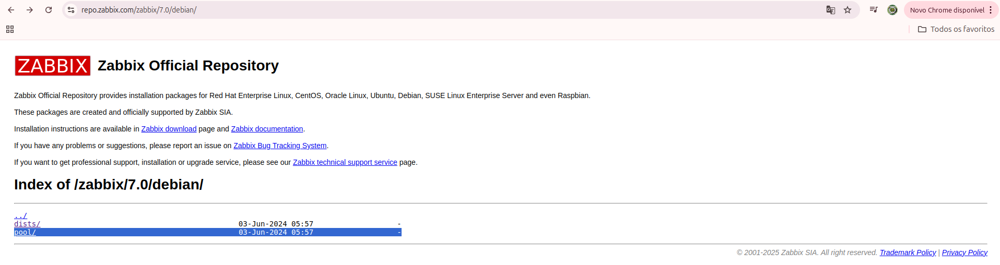 repo.zabbix.com/zabbix/7.0/debian/
Novo Chrome disponível
Todos os favoritos
ZABBIX Zabbix Official Repository
Zabbix Official Repository provides installation packages for Red Hat Enterprise Linux, CentOS, Oracle Linux, Ubuntu, Debian, SUSE Linux Enterprise Server and even Raspbian.
These packages are created and officially supported by Zabbix SIA.
Installation instructions are available in Zabbix download page and Zabbix documentation.
If you have any problems or suggestions, please report an issue on Zabbix Bug Tracking System.
If you want to get professional support, installation or upgrade service, please see our Zabbix technical support service page.
Index of /zabbix/7.0/debian/
../
dists/ 03-Jun-2024 05:57 -
pool/ 03-Jun-2024 05:57 -
© 2001-2025 Zabbix SIA. All right reserved. Trademark Policy | Privacy Policy